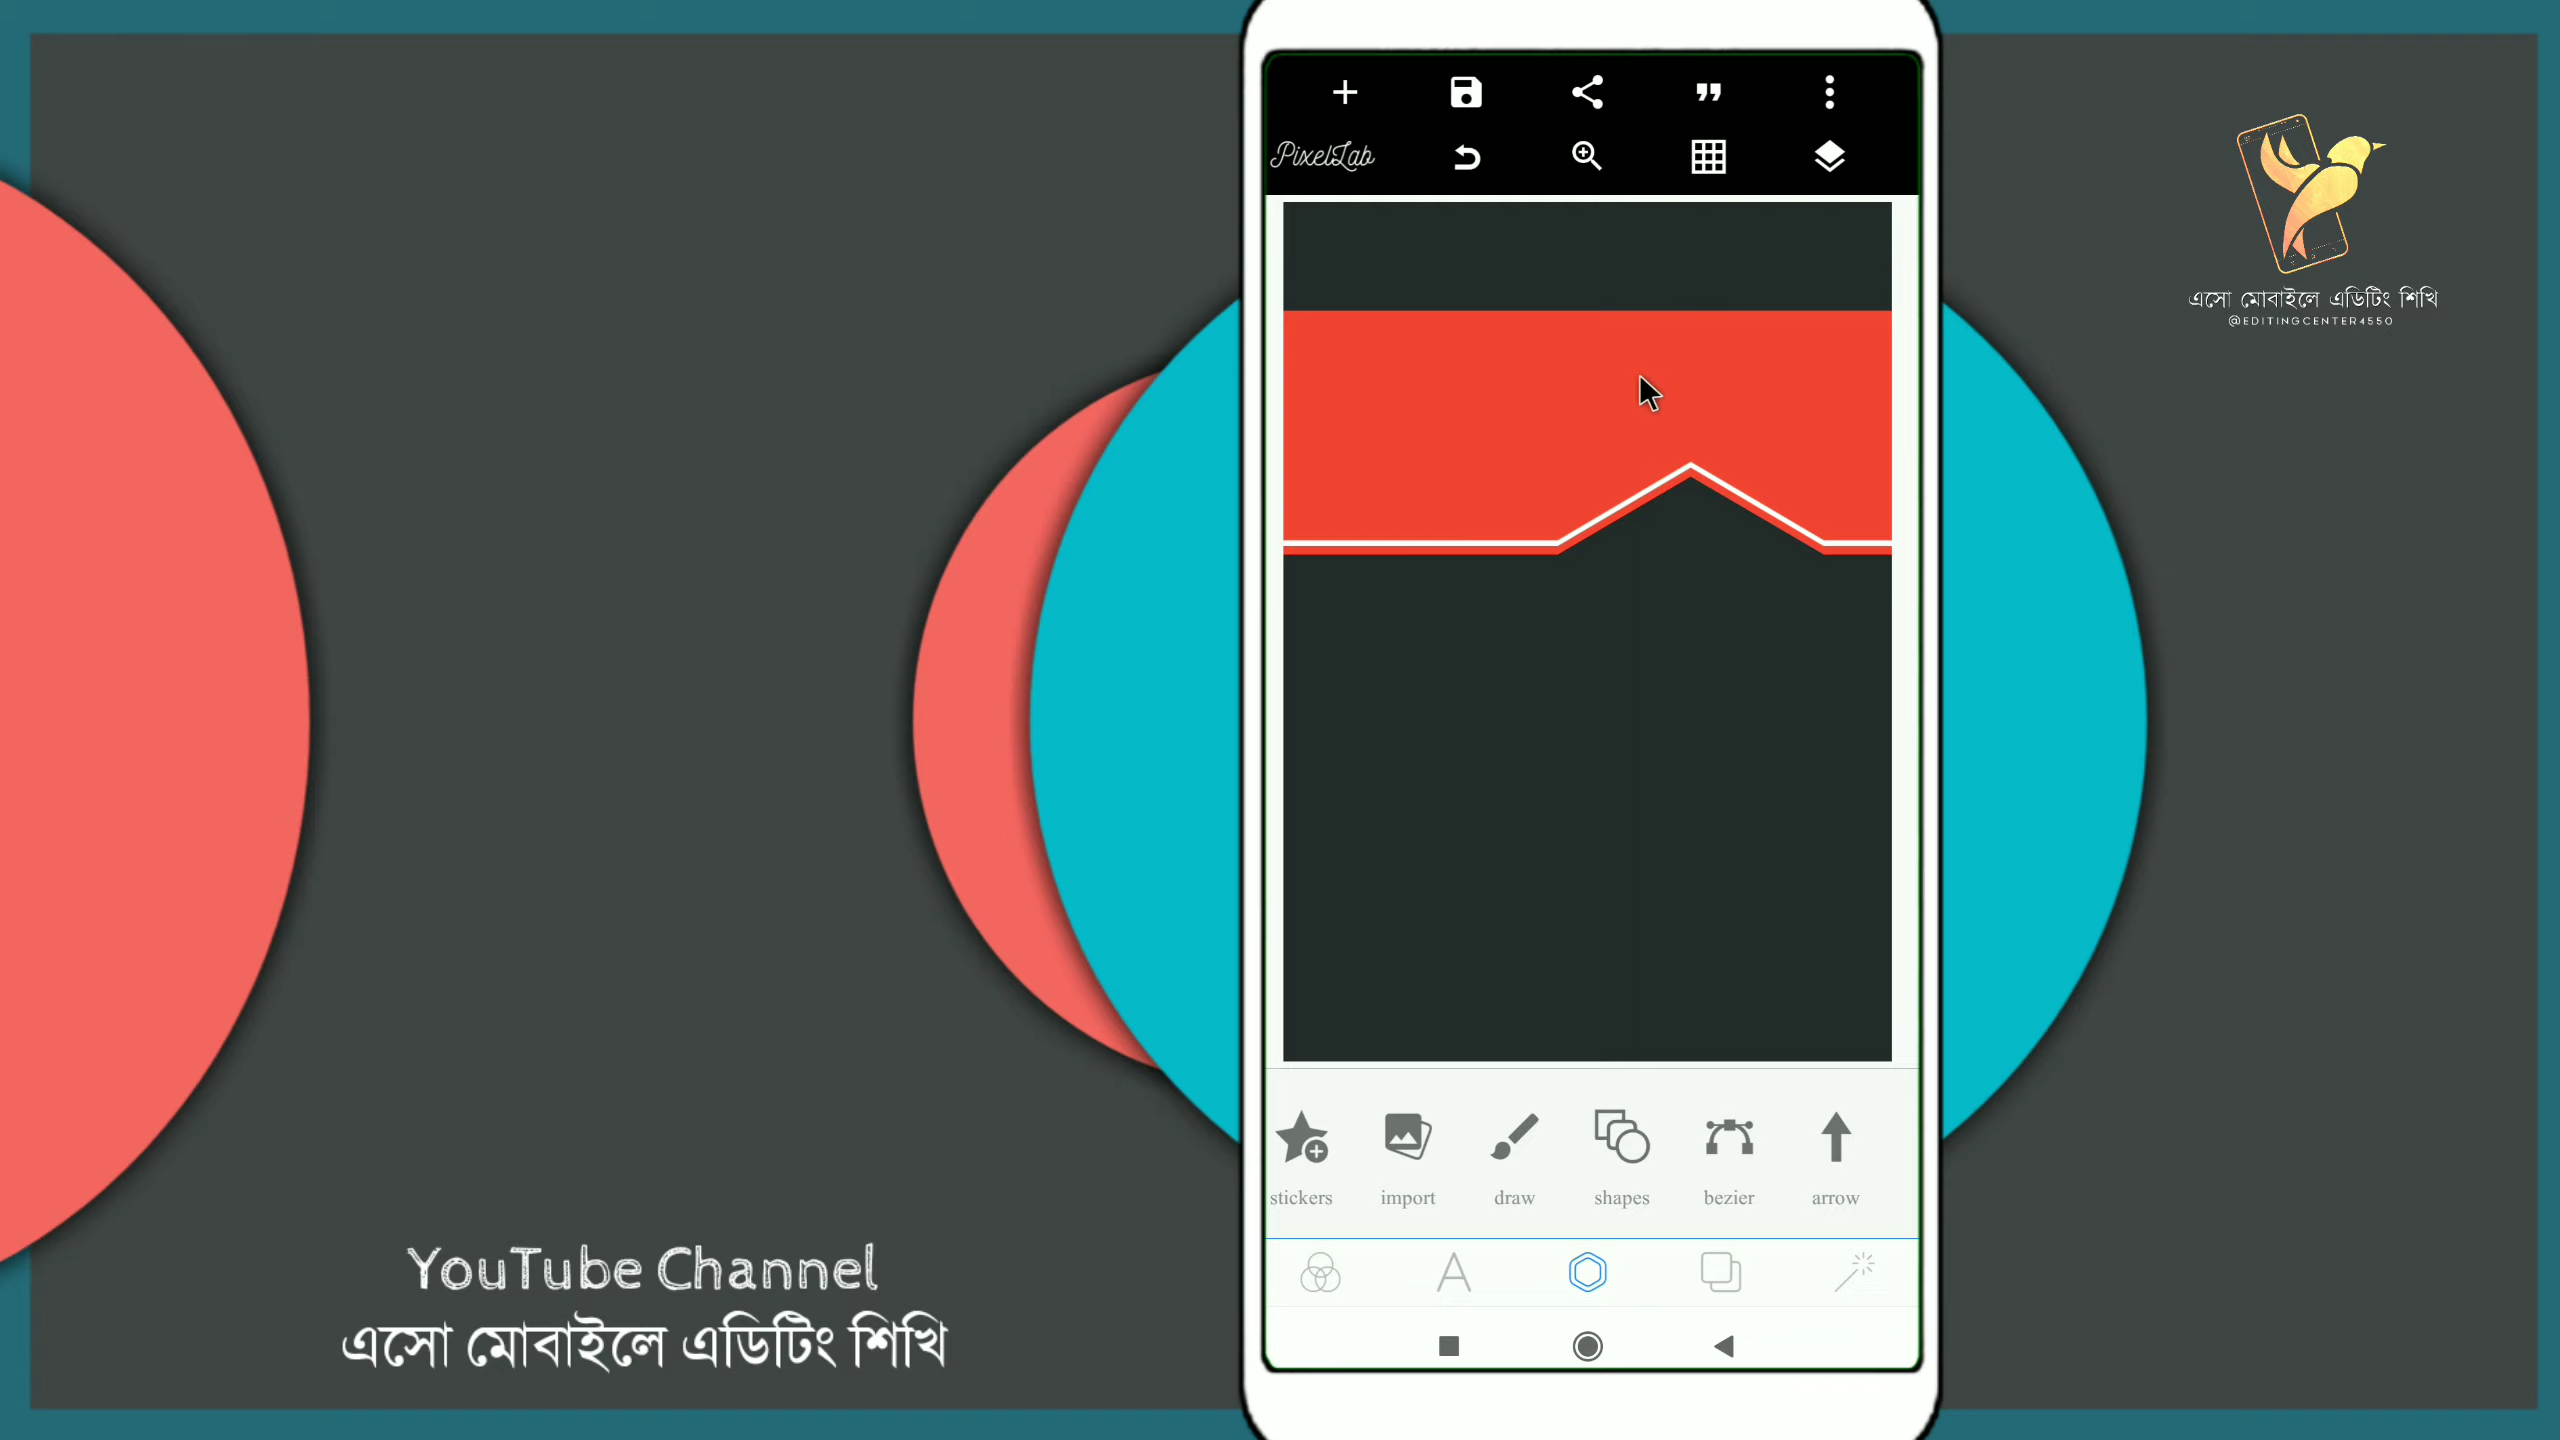 PixelLab
এসো মোবাইলে এডিটিং শিখি
@EDITINGCENTER4550
stickers import draw shapes bezier arrow
YouTube Channel
এসো মোবাইলে এডিটিং শিখি